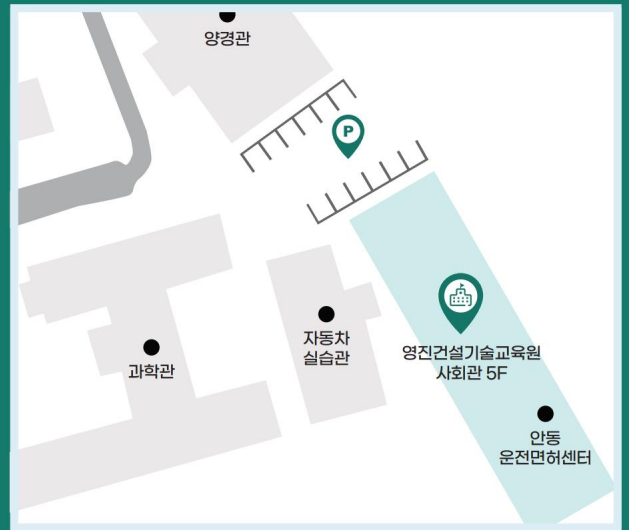 양경관
P
자동차
실습관
영진건설기술교육원
사회관 5F
과학관
안동
운전면허센터